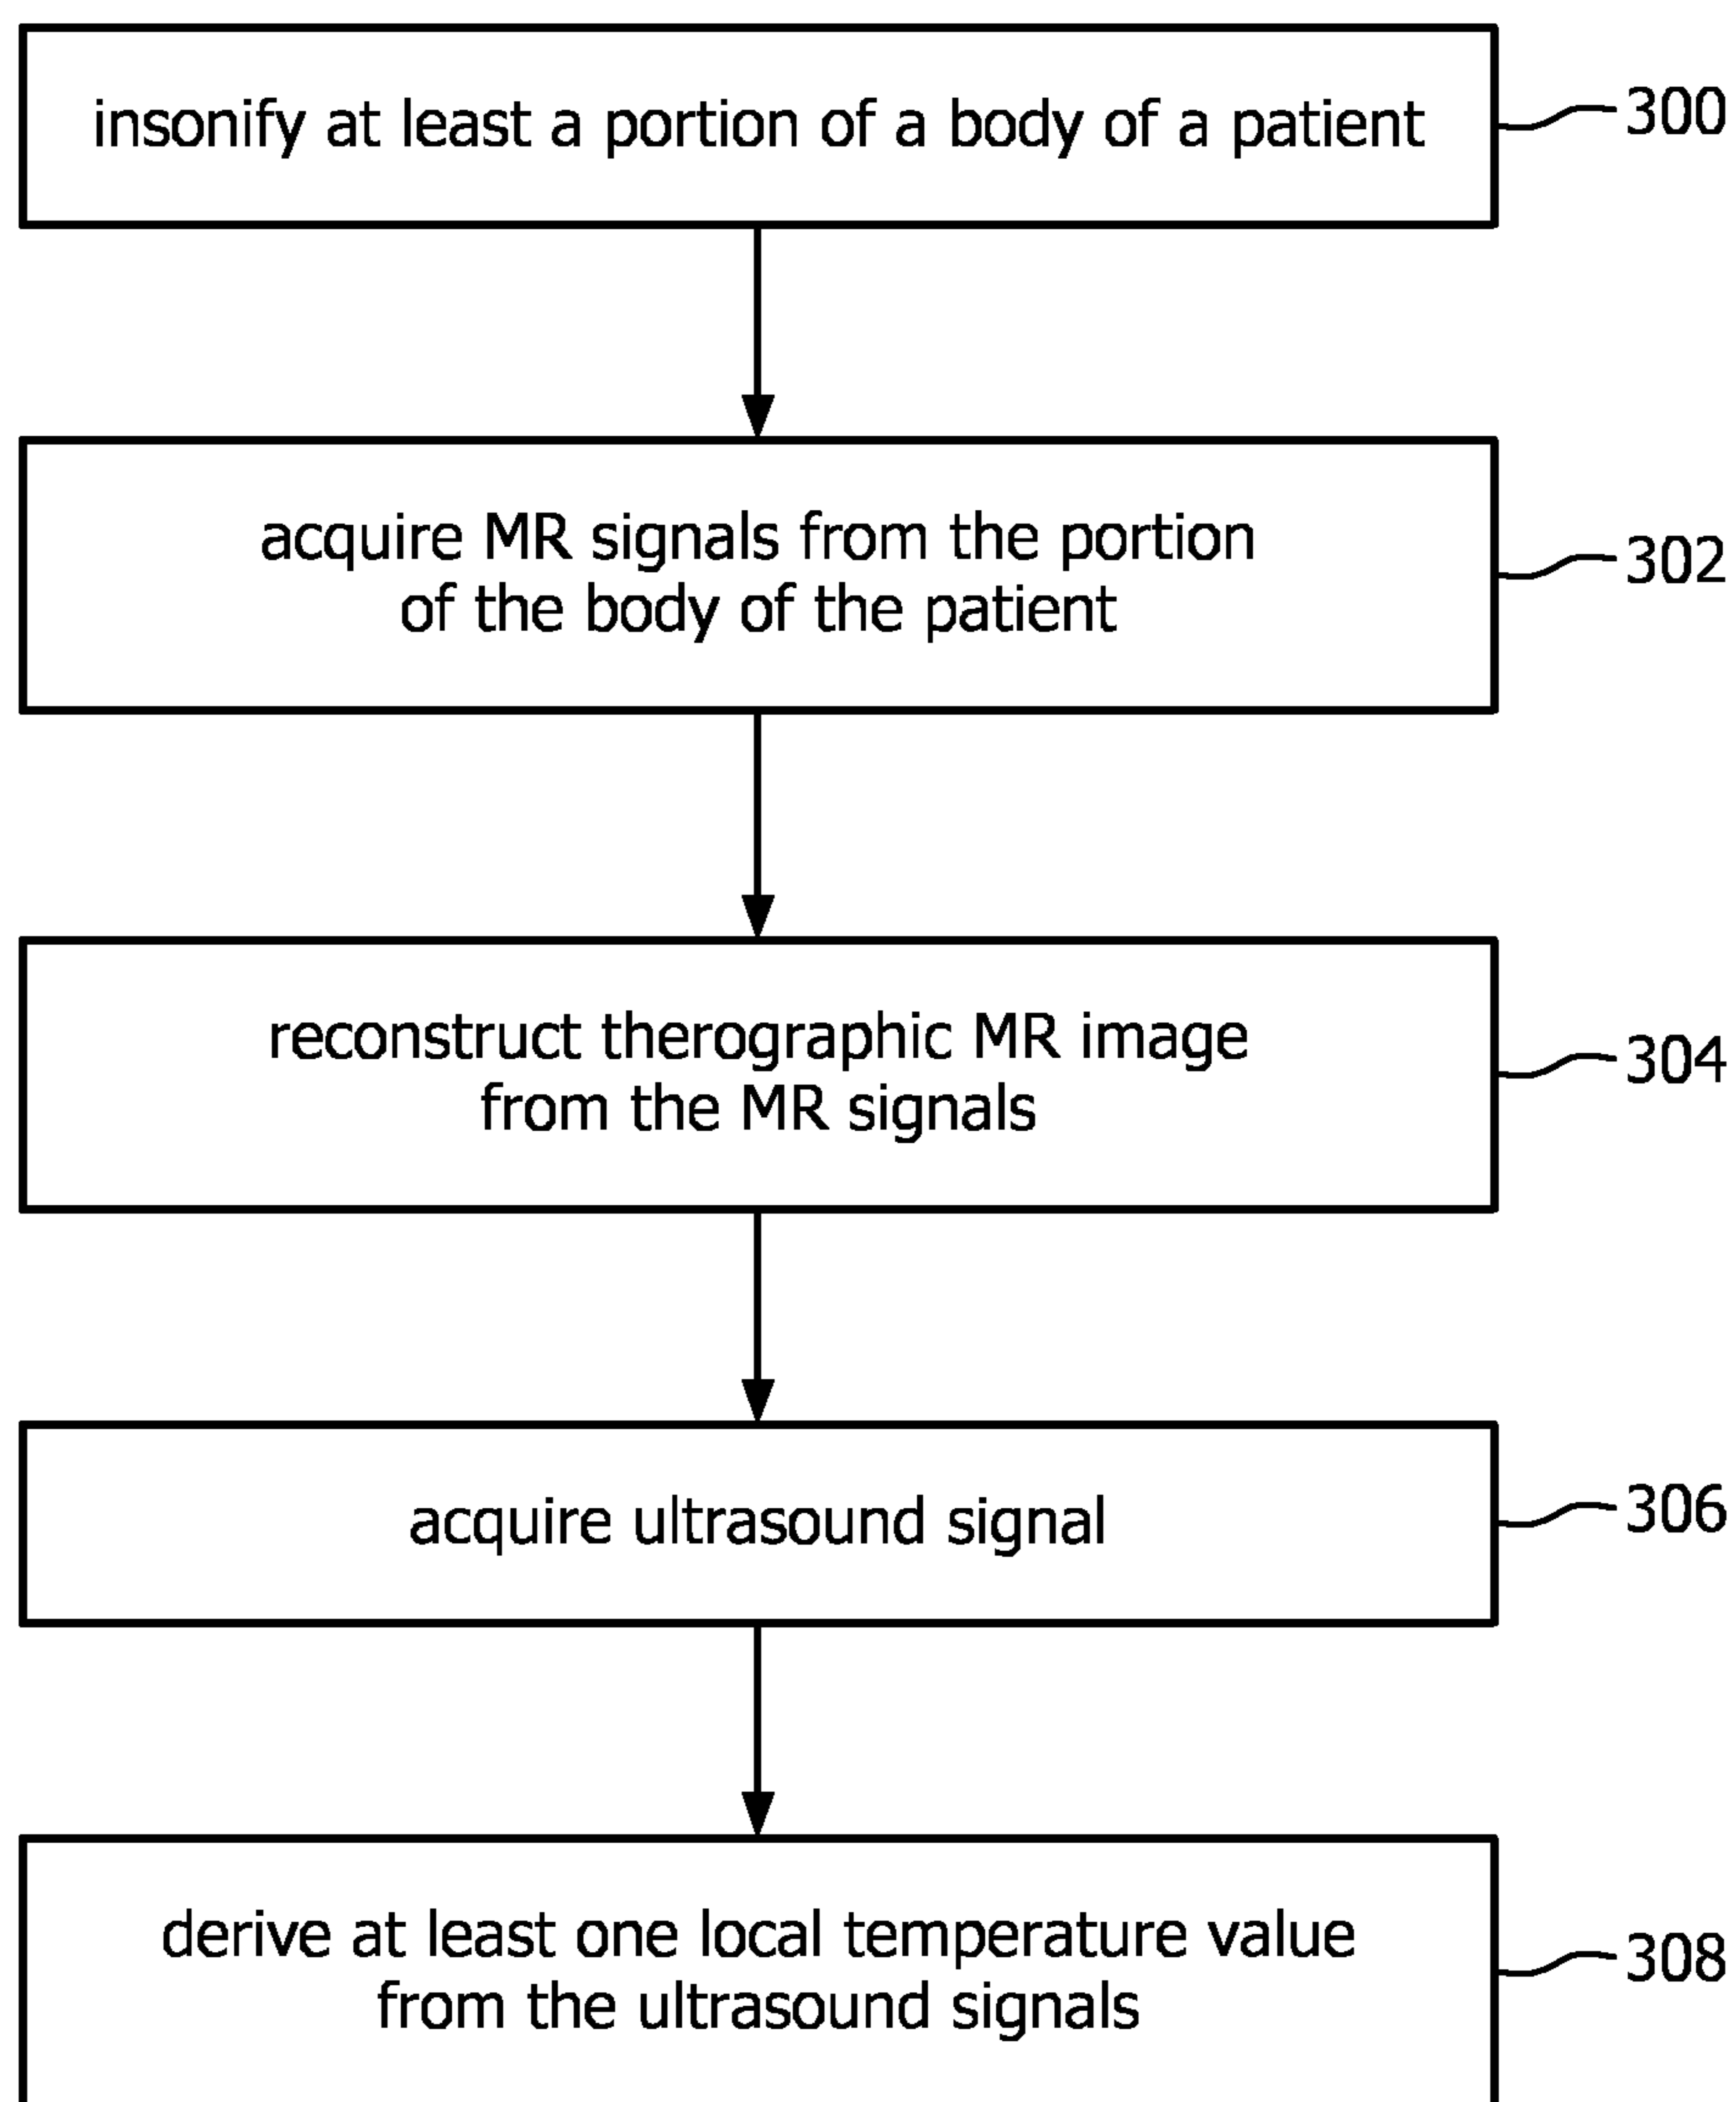 insonify at least a portion of a body of a patient
300
acquire MR signals from the portion
of the body of the patient
302
reconstruct therographic MR image
from the MR signals
304
acquire ultrasound signal
306
derive at least one local temperature value
from the ultrasound signals
308